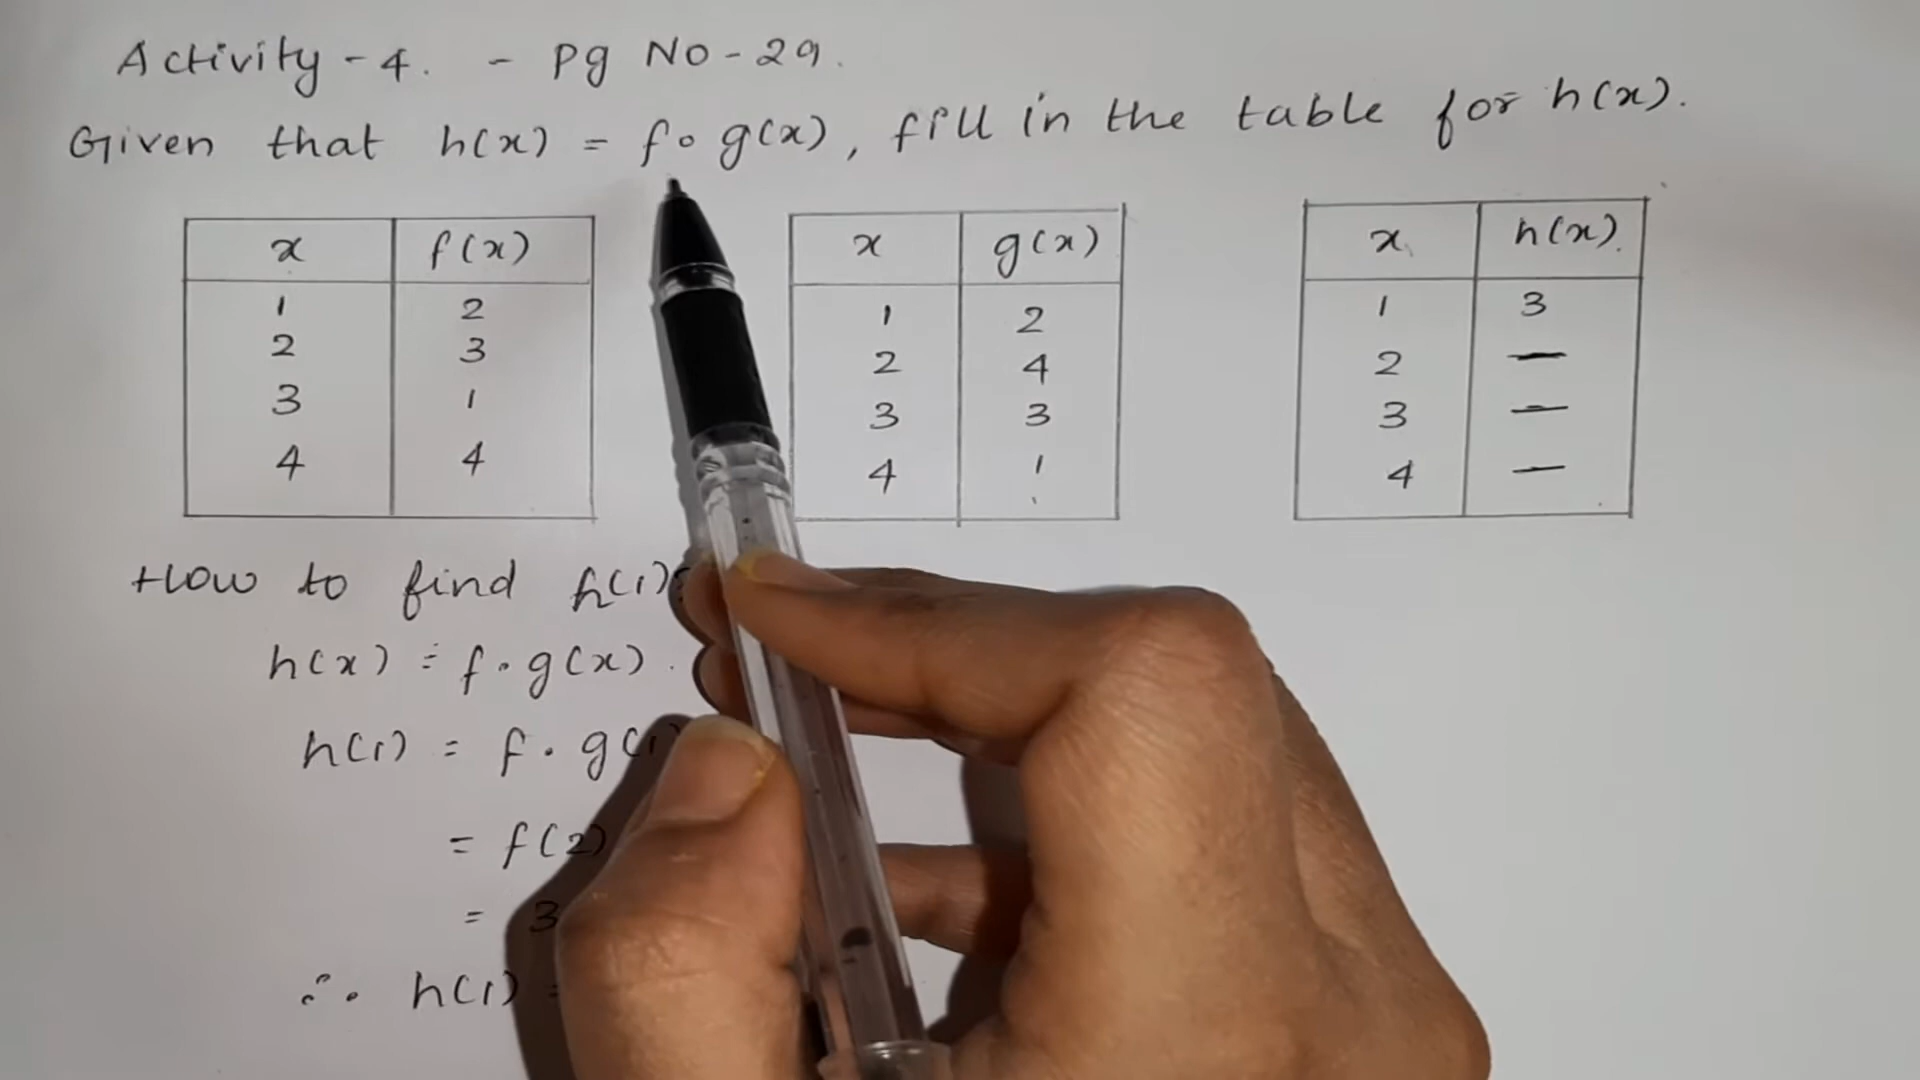 Activity - 4. - Pg No - 29.
Given that h(x) = f∘g(x), fill in the table for h(x).
x f(x)
1 2
2 3
3 1
4 4
x g(x)
1 2
2 4
3 3
4 1
x h(x).
1 3
2 —
3 —
4 —
How to find h(1)
h(x) = f∘g(x).
h(1) = f∘g(1)
= f(2)
= 3
∴ h(1) =